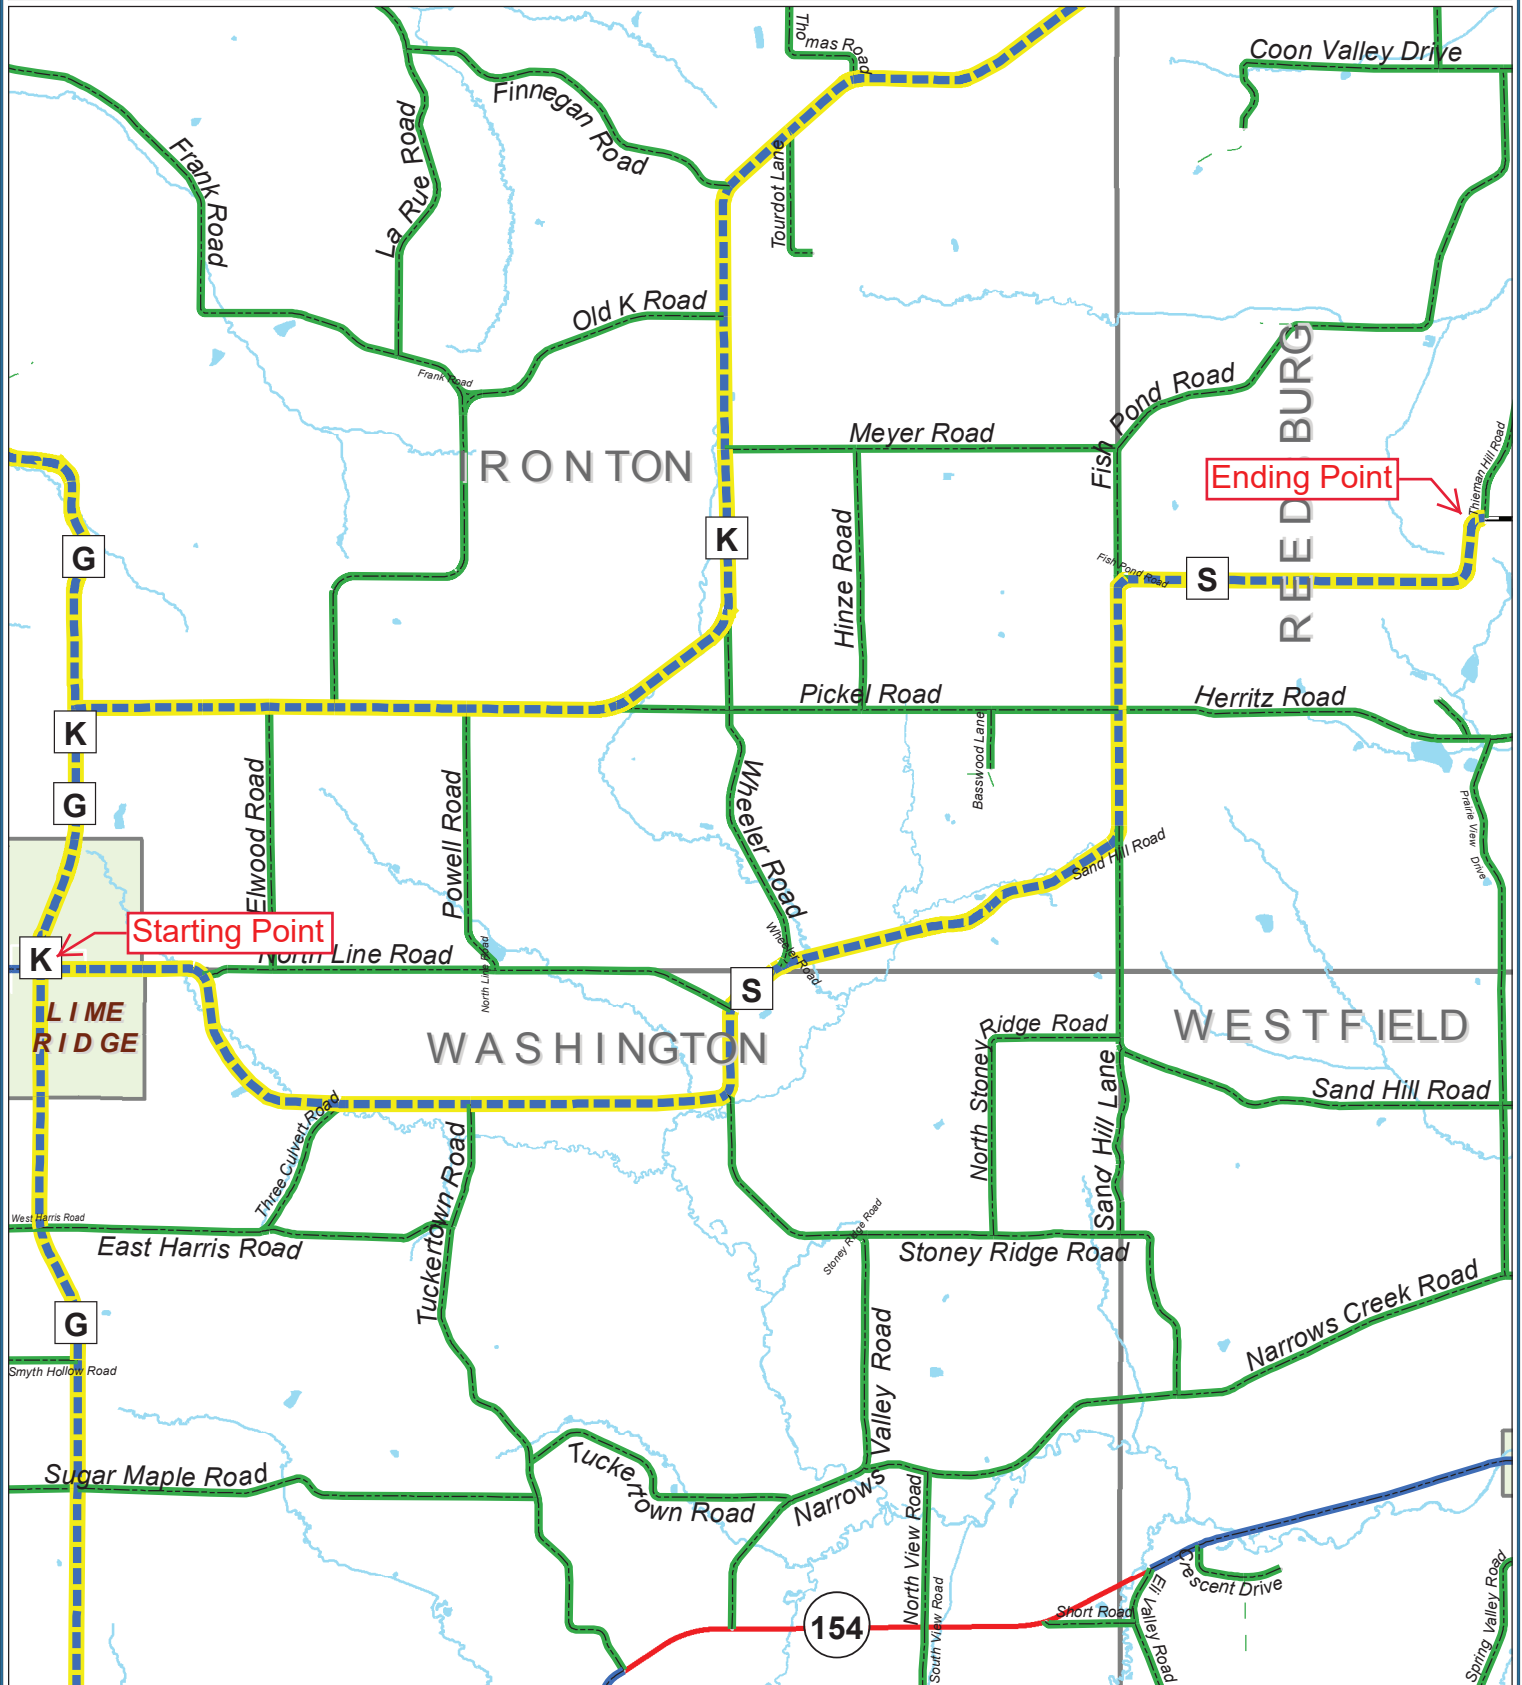 Thomas Road
Coon Valley Drive
Finnegan Road
La Rue Road
Frank Road
Tourdot Lane
Old K Road
Frank Road
Fish Pond Road
Meyer Road
IRONTON
REEDSBURG
Thieman Hill Road
Ending Point
G
K
Hinze Road
Fish Pond Road
S
Pickel Road
Herritz Road
K
G
Elwood Road
Powell Road
Wheeler Road
Basswood Lane
Prairie View Drive
Sand Hill Road
Starting Point
K
North Line Road
North Line Road
Wheeler Road
S
LIME
RIDGE
WASHINGTON
WESTFIELD
North Stoney Ridge Road
Sand Hill Lane
Sand Hill Road
Three Culvert Road
Tuckertown Road
West Harris Road
East Harris Road
Stoney Ridge Road
Stoney Ridge Road
G
Smyth Hollow Road
Valley Road
Narrows Creek Road
Sugar Maple Road
Tuckertown Road
Narrows
North View Road
South View Road
154
Short Road
Eli Valley Road
Crescent Drive
Spring Valley Road